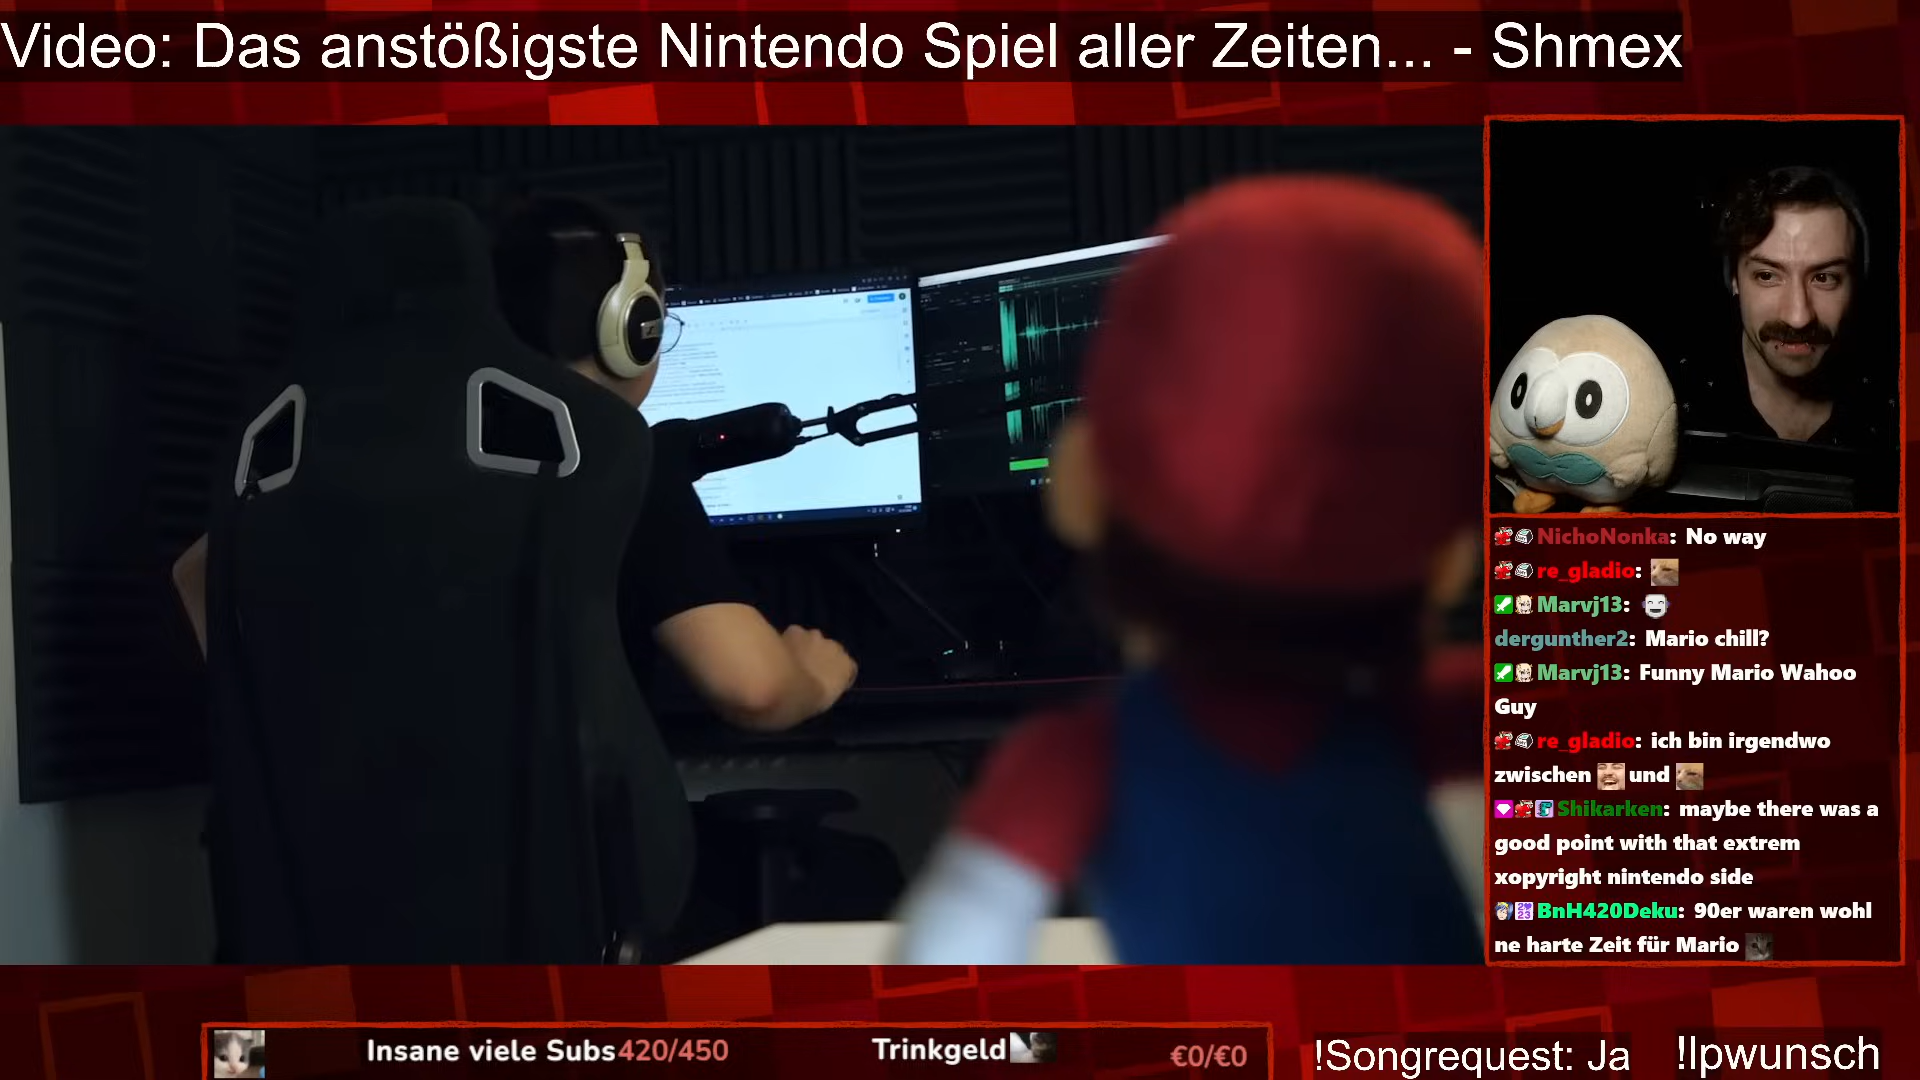 Video: Das anstößigste Nintendo Spiel aller Zeiten... - Shmex
NichoNonka: No way
re_gladio:
Marvj13:
dergunther2: Mario chill?
Marvj13: Funny Mario Wahoo
Guy
re_gladio: ich bin irgendwo
zwischen und
Shikarken: maybe there was a
good point with that extrem
xopyright nintendo side
BnH420Deku: 90er waren wohl
ne harte Zeit für Mario
Insane viele Subs 420/450
Trinkgeld €0/€0
!Songrequest: Ja
!lpwunsch